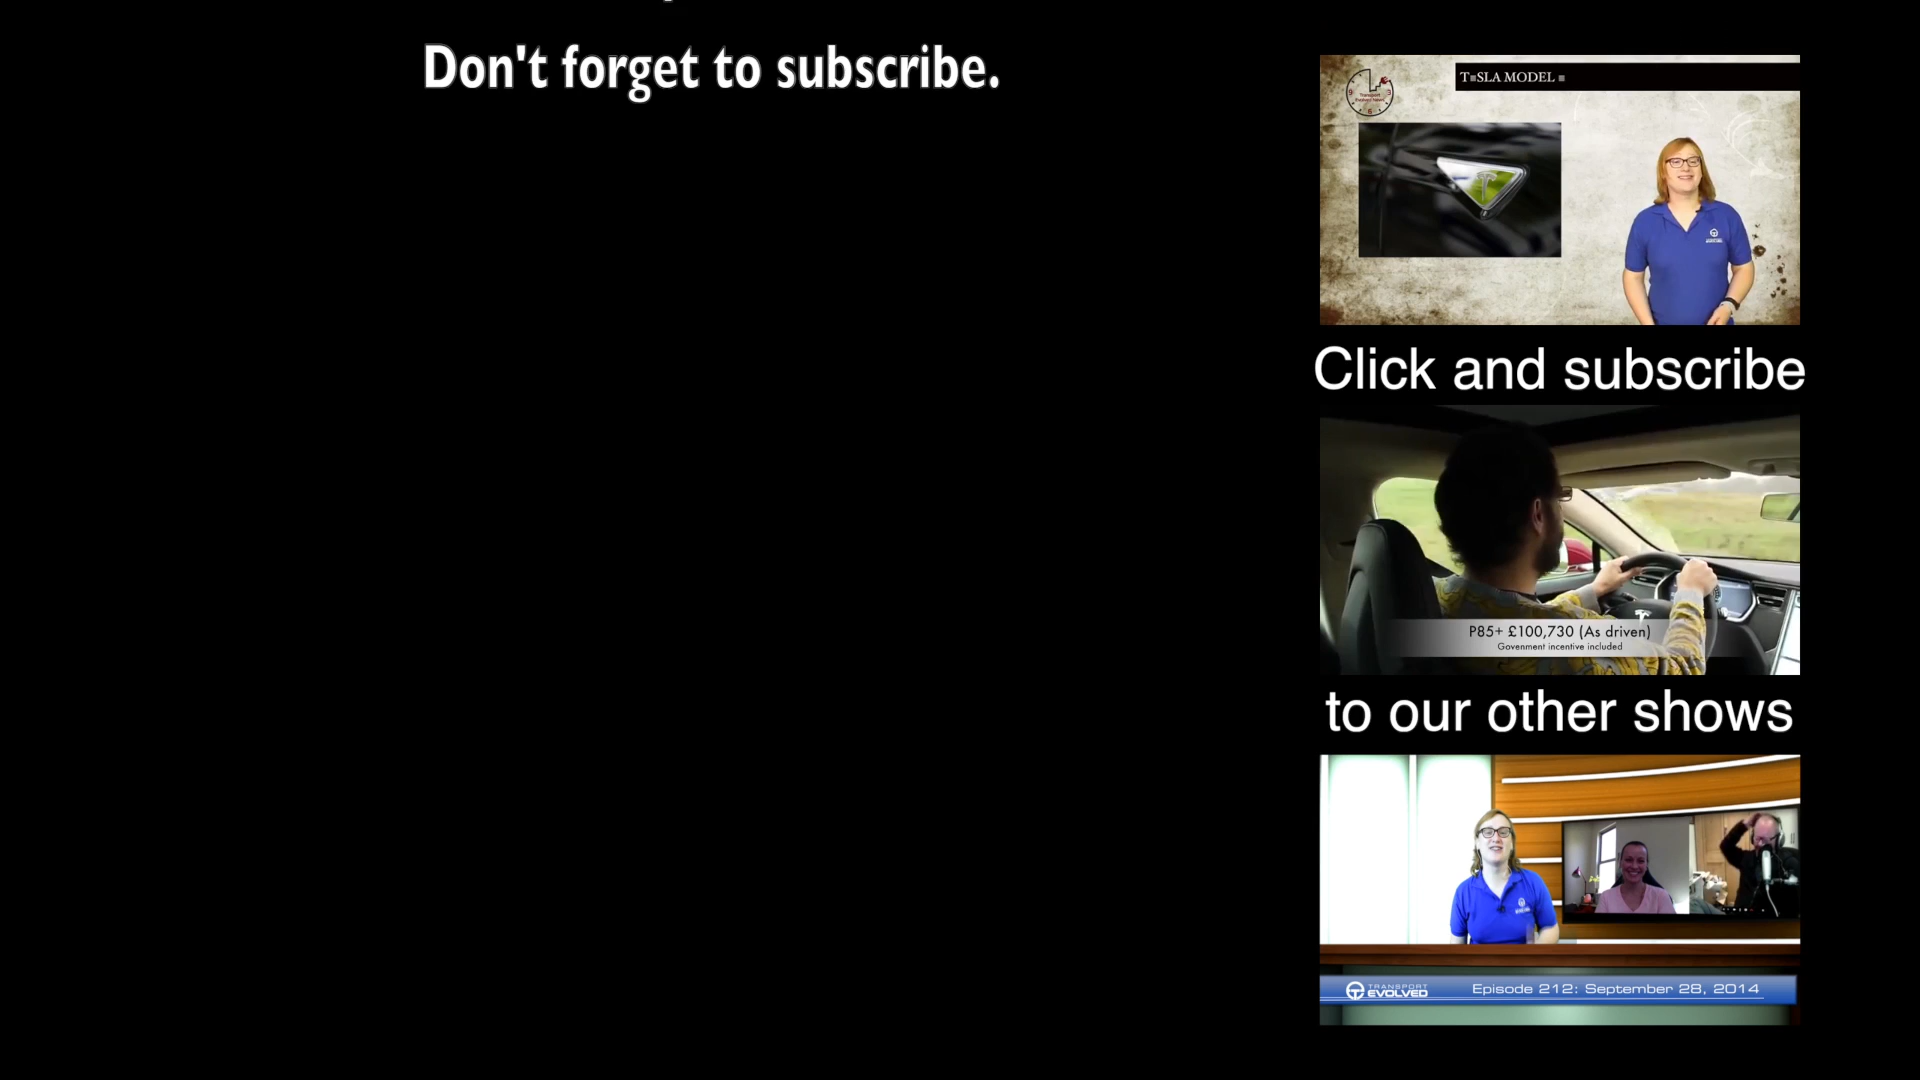 Don't forget to subscribe.
T≡SLA MODEL ≡
Click and subscribe
P85+ £100,730 (As driven)
Govenment incentive included
to our other shows
TRANSPORT
EVOLVED
Episode 212: September 28, 2014